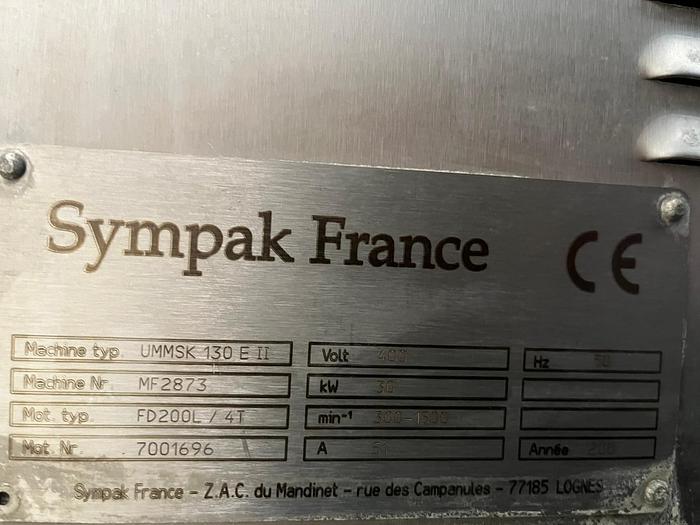 Sympak France CE
Machine typ. UMMSK 130 E II Volt 400 Hz 50
Machine Nr. MF2873 kW 30
Mot. typ. FD200L / 4T min⁻¹ 300-1500
Mot. Nr. 7001696 A 51 Année
Sympak France - Z.A.C. du Mandinet - rue des Campanules - 77185 LOGNES